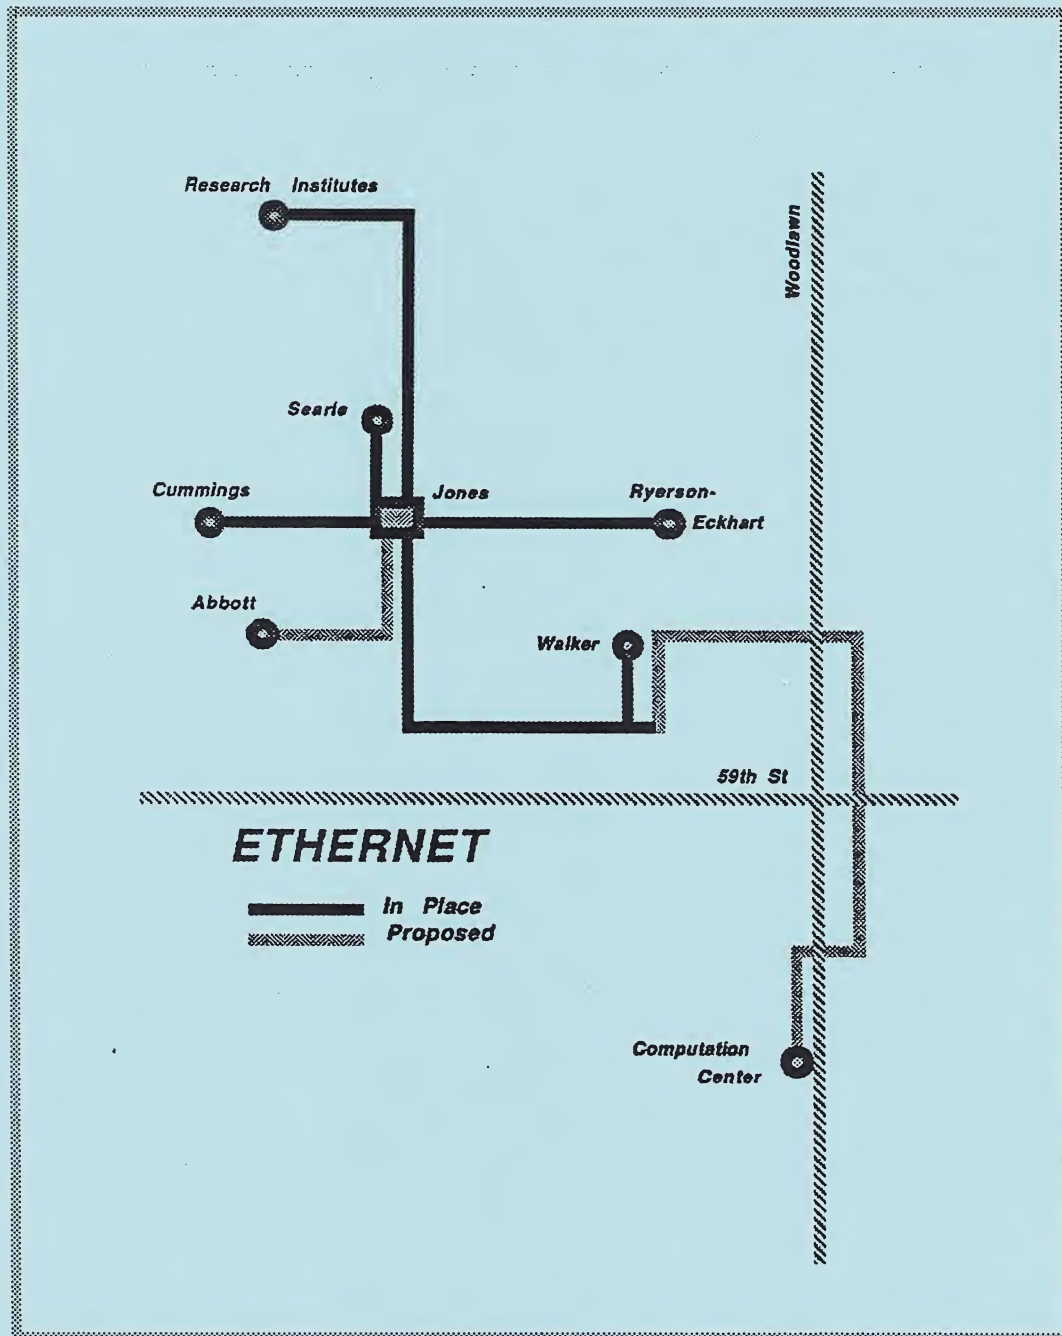 Research Institutes
Woodlawn
Searle
Cummings
Jones
Ryerson-
Eckhart
Abbott
Walker
59th St
ETHERNET
In Place
Proposed
Computation
Center